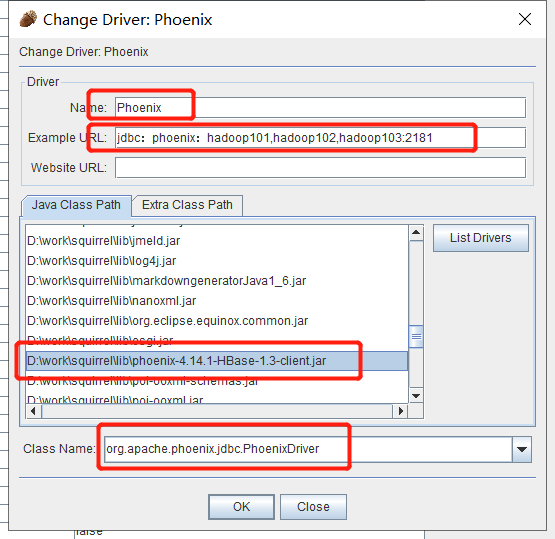 Change Driver: Phoenix
Change Driver: Phoenix
Driver
Name: Phoenix
Example URL: jdbc：phoenix：hadoop101,hadoop102,hadoop103:2181
Website URL:
Java Class Path Extra Class Path
D:\work\squirrel\lib\jmeld.jar
List Drivers
D:\work\squirrel\lib\log4j.jar
D:\work\squirrel\lib\markdowngeneratorJava1_6.jar
D:\work\squirrel\lib\nanoxml.jar
D:\work\squirrel\lib\org.eclipse.equinox.common.jar
D:\work\squirrel\lib\osgi.jar
D:\work\squirrel\lib\phoenix-4.14.1-HBase-1.3-client.jar
D:\work\squirrel\lib\poi-ooxml-schemas.jar
D:\work\squirrel\lib\poi-ooxml.jar
Class Name: org.apache.phoenix.jdbc.PhoenixDriver
OK Close
false